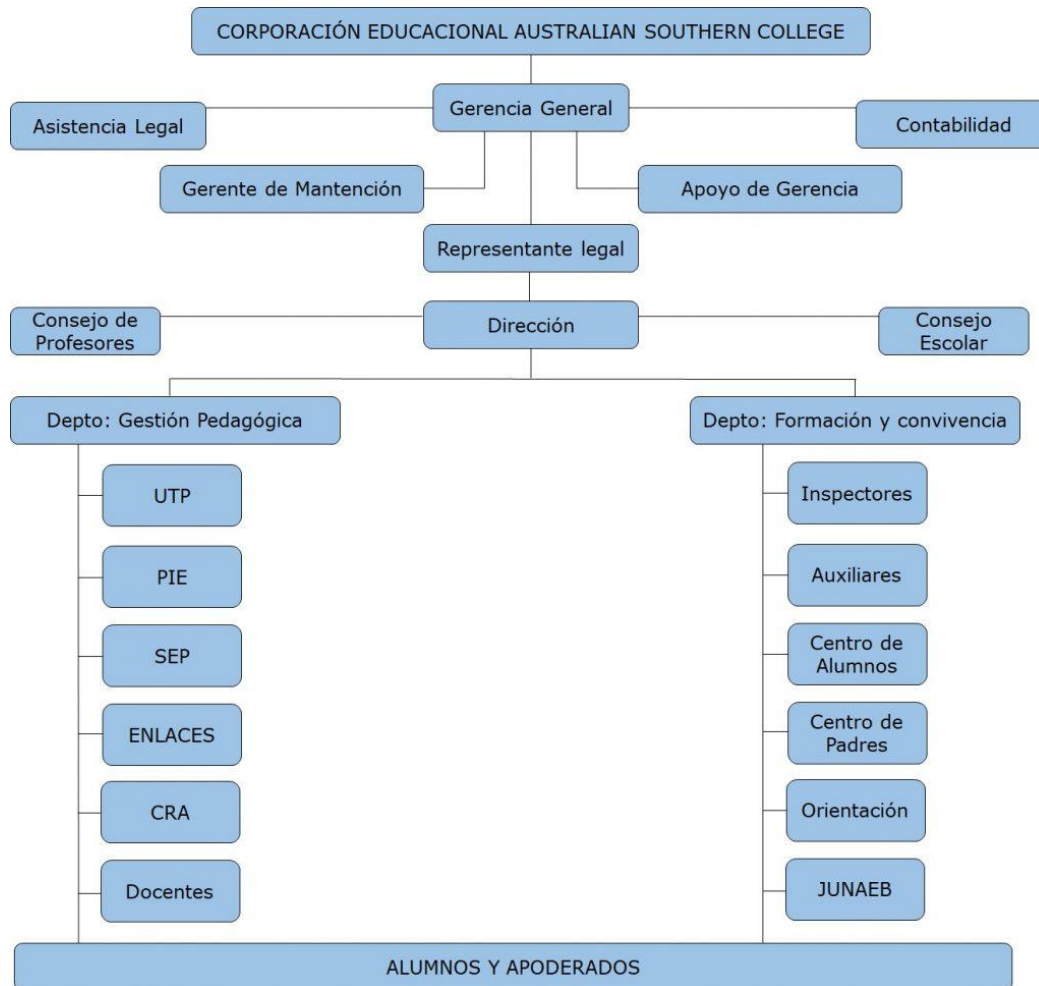 CORPORACIÓN EDUCACIONAL AUSTRALIAN SOUTHERN COLLEGE
Gerencia General
Asistencia Legal
Contabilidad
Gerente de Mantención
Apoyo de Gerencia
Representante legal
Consejo de
Profesores
Dirección
Consejo
Escolar
Depto: Gestión Pedagógica
Depto: Formación y convivencia
UTP
PIE
SEP
ENLACES
CRA
Docentes
Inspectores
Auxiliares
Centro de
Alumnos
Centro de
Padres
Orientación
JUNAEB
ALUMNOS Y APODERADOS